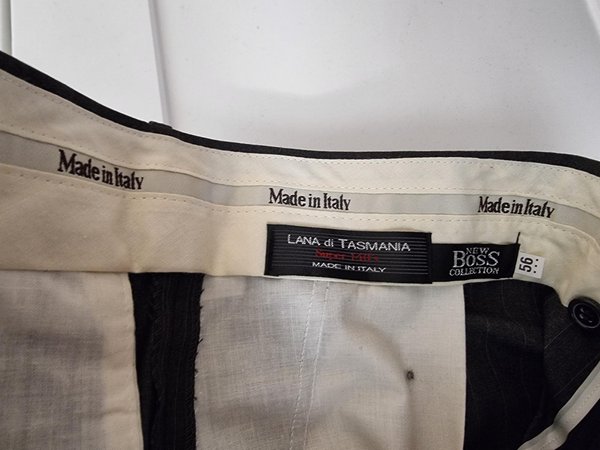 Made in Italy
Made in Italy
Made in Italy
LANA di TASMANIA
Super
MADE IN ITALY
NEW
BOSS
COLLECTION
56